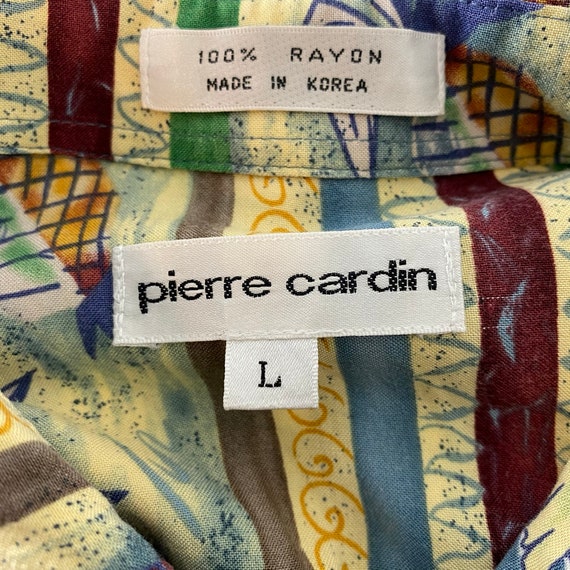 100% RAYON
MADE IN KOREA
pierre cardin
L